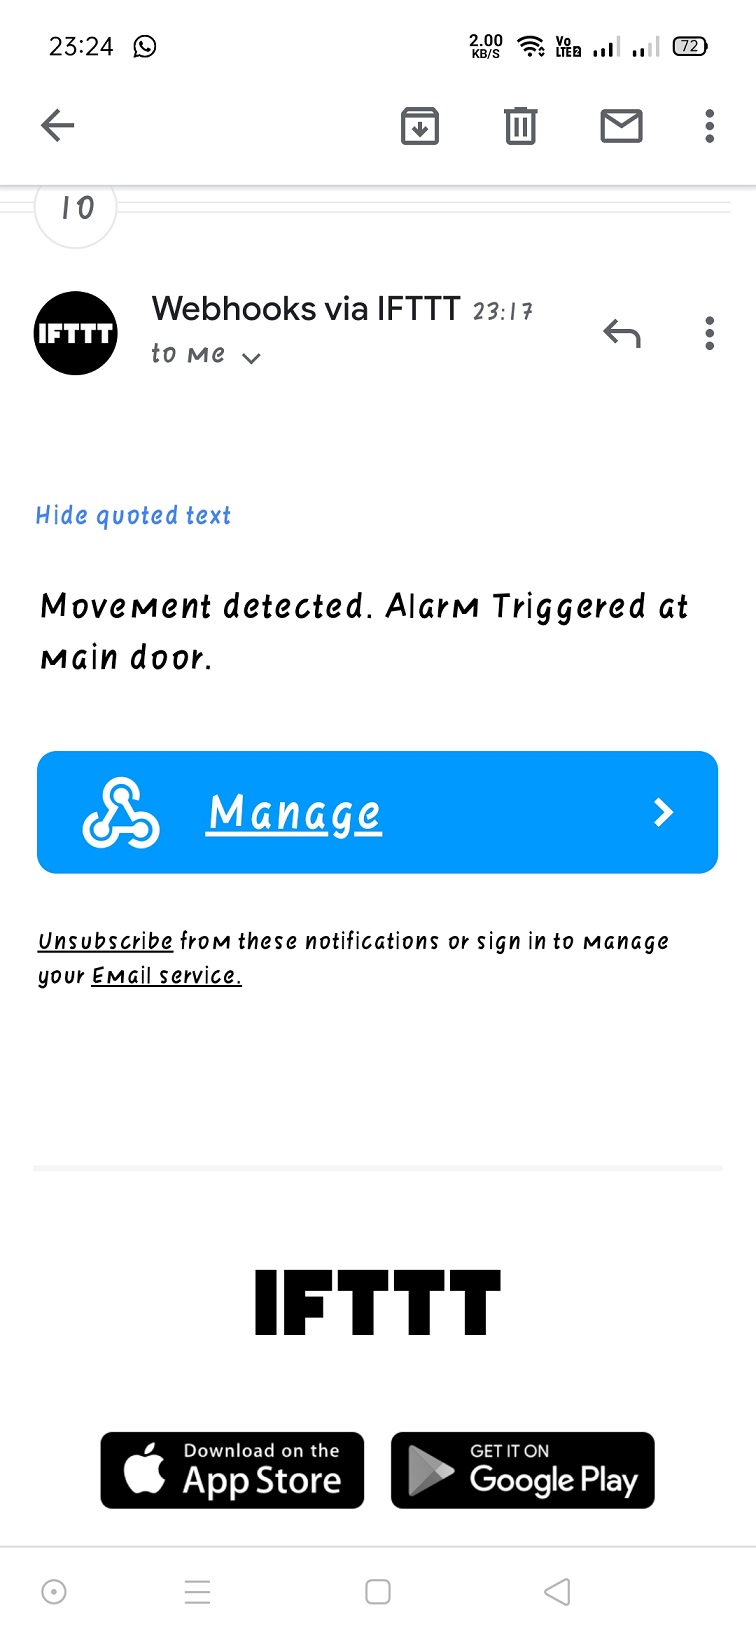 23:24
2.00
KB/S
Vo
LTE2
72
10
IFTTT
Webhooks via IFTTT 23:17
to me
Hide quoted text
Movement detected. Alarm Triggered at
main door.
Manage
Unsubscribe from these notifications or sign in to manage
your Email service.
IFTTT
Download on the
App Store
GET IT ON
Google Play